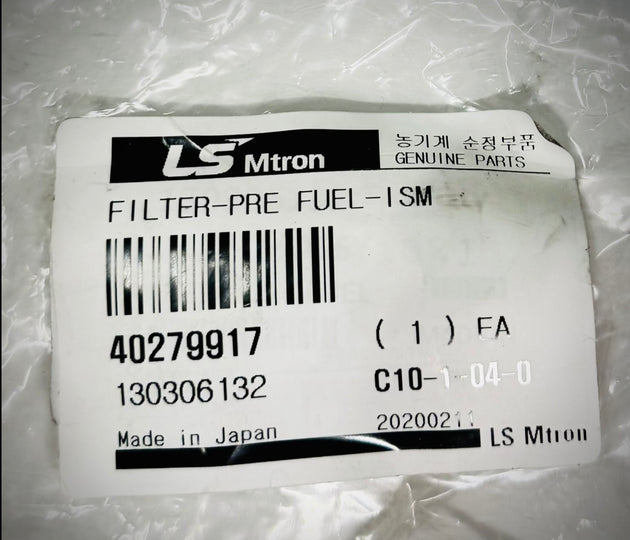 LS Mtron
농기계 순정부품
GENUINE PARTS
FILTER-PRE FUEL-ISM
40279917
( 1 ) EA
130306132
C10-1-04-0
Made in Japan
20200211
LS Mtron